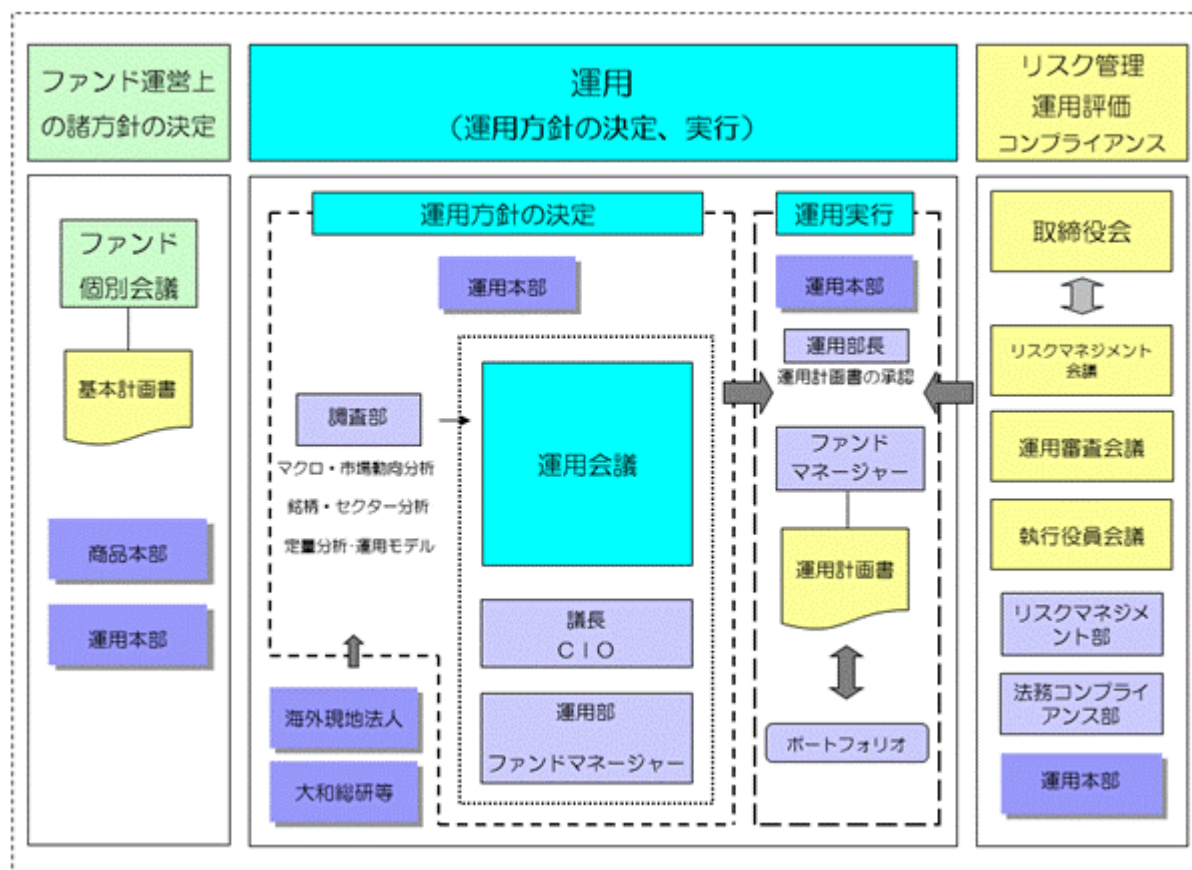 ファンド運営上
の諸方針の決定
運用
（運用方針の決定、実行）
リスク管理
運用評価
コンプライアンス
ファンド
個別会議
基本計画書
商品本部
運用本部
運用方針の決定
運用本部
調査部
マクロ・市場動向分析
銘柄・セクター分析
定量分析・運用モデル
海外現地法人
大和総研等
運用会議
議長
ＣＩＯ
運用部
ファンドマネージャー
運用実行
運用本部
運用部長
運用計画書の承認
ファンド
マネージャー
運用計画書
ポートフォリオ
取締役会
リスクマネジメント
会議
運用審査会議
執行役員会議
リスクマネジメ
ント部
法務コンプライ
アンス部
運用本部